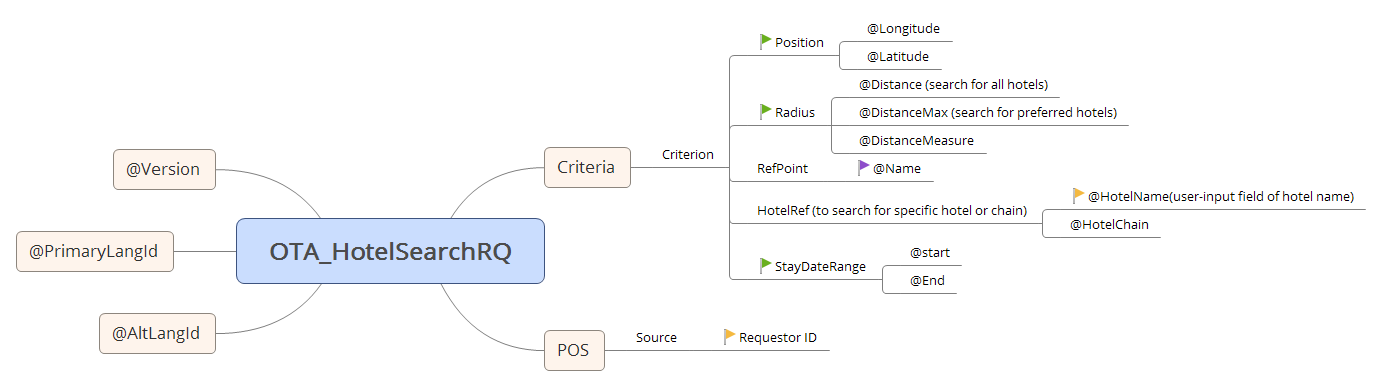 OTA_HotelSearchRQ
@Version
@PrimaryLangId
@AltLangId
Criteria
Criterion
Position
@Longitude
@Latitude
Radius
@Distance (search for all hotels)
@DistanceMax (search for preferred hotels)
@DistanceMeasure
RefPoint
@Name
HotelRef (to search for specific hotel or chain)
@HotelName(user-input field of hotel name)
@HotelChain
StayDateRange
@start
@End
POS
Source
Requestor ID